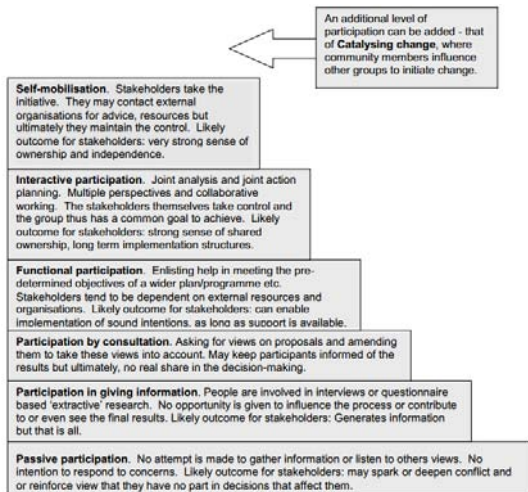 An additional level of
participation can be added - that
of Catalysing change, where
community members influence
other groups to initiate change.
Self-mobilisation. Stakeholders take the
initiative. They may contact external
organisations for advice, resources but
ultimately they maintain the control. Likely
outcome for stakeholders: very strong sense of
ownership and independence.
Interactive participation. Joint analysis and joint action
planning. Multiple perspectives and collaborative
working. The stakeholders themselves take control and
the group thus has a common goal to achieve. Likely
outcome for stakeholders: strong sense of shared
ownership, long term implementation structures.
Functional participation. Enlisting help in meeting the pre-
determined objectives of a wider plan/programme etc.
Stakeholders tend to be dependent on external resources and
organisations. Likely outcome for stakeholders: can enable
implementation of sound intentions, as long as support is available.
Participation by consultation. Asking for views on proposals and amending
them to take these views into account. May keep participants informed of the
results but ultimately, no real share in the decision-making.
Participation in giving information. People are involved in interviews or questionnaire
based 'extractive' research. No opportunity is given to influence the process or contribute
to or even see the final results. Likely outcome for stakeholders: Generates information
but that is all.
Passive participation. No attempt is made to gather information or listen to others views. No
intention to respond to concerns. Likely outcome for stakeholders: may spark or deepen conflict and
or reinforce view that they have no part in decisions that affect them.